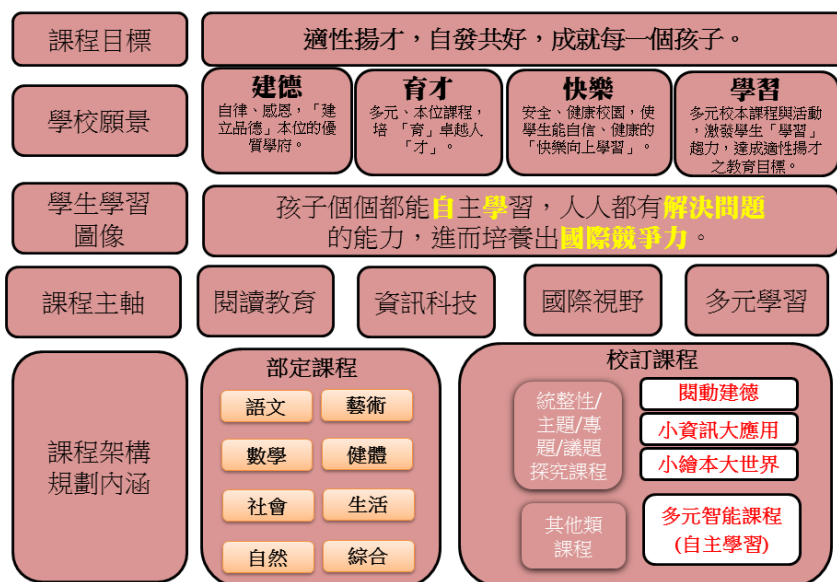 課程目標
適性揚才，自發共好，成就每一個孩子。
學校願景
建德
自律、感恩，「建
立品德」本位的優
質學府。
育才
多元、本位課程，
培 「育」卓越人
「才」。
快樂
安全、健康校園，使
學生能自信、健康的
「快樂向上學習」。
學習
多元校本課程與活動
，激發學生「學習」
趨力，達成適性揚才
之教育目標。
學生學習
圖像
孩子個個都能自主學習，人人都有解決問題
的能力，進而培養出國際競爭力。
課程主軸
閱讀教育
資訊科技
國際視野
多元學習
課程架構
規劃內涵
部定課程
語文
藝術
數學
健體
社會
生活
自然
綜合
校訂課程
統整性/
主題/專
題/議題
探究課程
閱動建德
小資訊大應用
小繪本大世界
其他類
課程
多元智能課程
(自主學習)